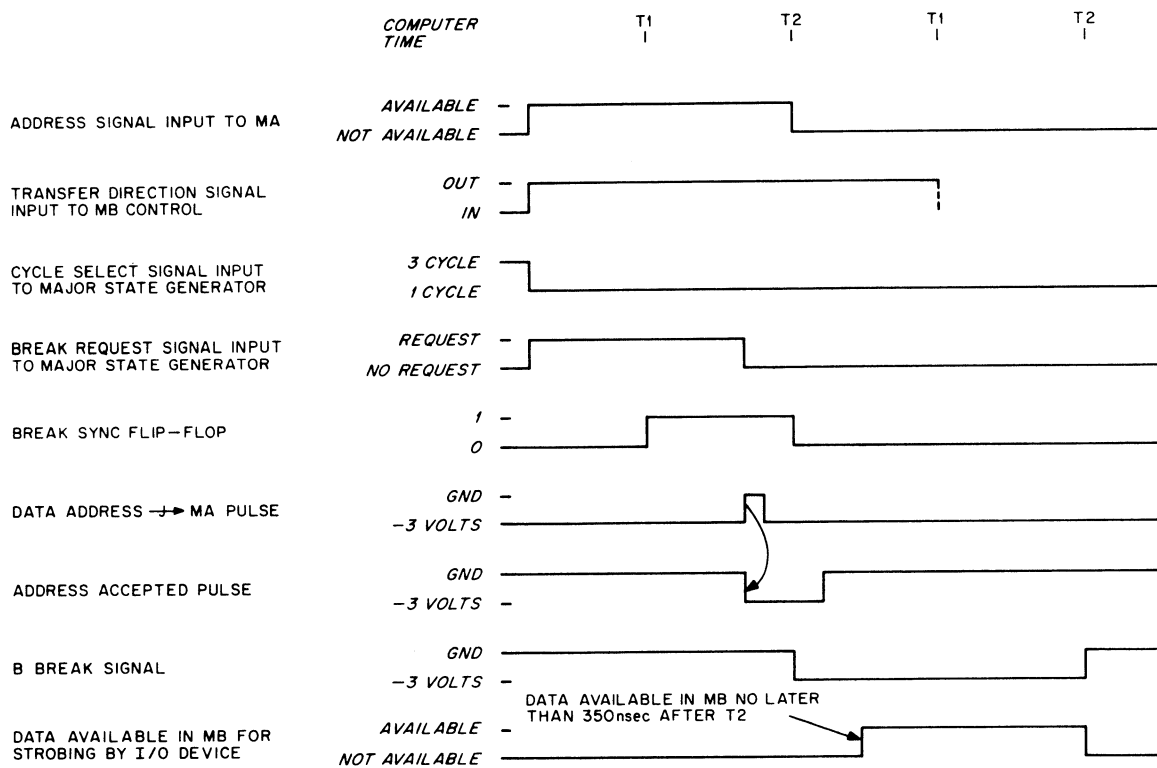 COMPUTER
TIME
T1 T2 T1 T2
ADDRESS SIGNAL INPUT TO MA
AVAILABLE
NOT AVAILABLE
TRANSFER DIRECTION SIGNAL
INPUT TO MB CONTROL
OUT
IN
CYCLE SELECT SIGNAL INPUT
TO MAJOR STATE GENERATOR
3 CYCLE
1 CYCLE
BREAK REQUEST SIGNAL INPUT
TO MAJOR STATE GENERATOR
REQUEST
NO REQUEST
BREAK SYNC FLIP-FLOP
1
0
DATA ADDRESS J→ MA PULSE
GND
-3 VOLTS
ADDRESS ACCEPTED PULSE
GND
-3 VOLTS
B BREAK SIGNAL
GND
-3 VOLTS
DATA AVAILABLE IN MB NO LATER
THAN 350nsec AFTER T2
DATA AVAILABLE IN MB FOR
STROBING BY I/O DEVICE
AVAILABLE
NOT AVAILABLE